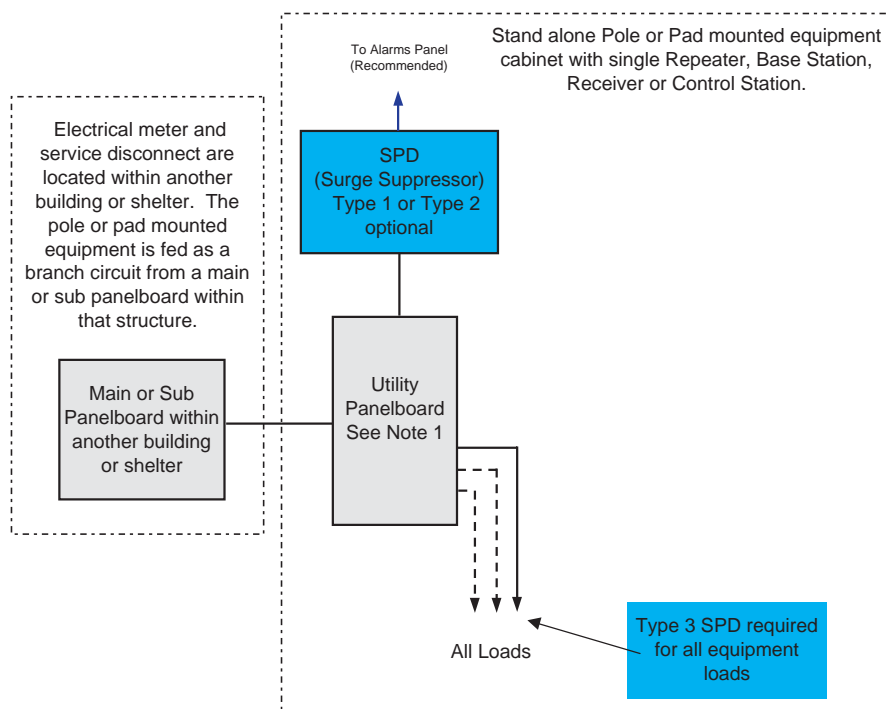 Stand alone Pole or Pad mounted equipment
cabinet with single Repeater, Base Station,
Receiver or Control Station.
To Alarms Panel
(Recommended)
Electrical meter and
service disconnect are
located within another
building or shelter. The
pole or pad mounted
equipment is fed as a
branch circuit from a main
or sub panelboard within
that structure.
SPD
(Surge Suppressor)
Type 1 or Type 2
optional
Main or Sub
Panelboard within
another building
or shelter
Utility
Panelboard
See Note 1
All Loads
Type 3 SPD required
for all equipment
loads